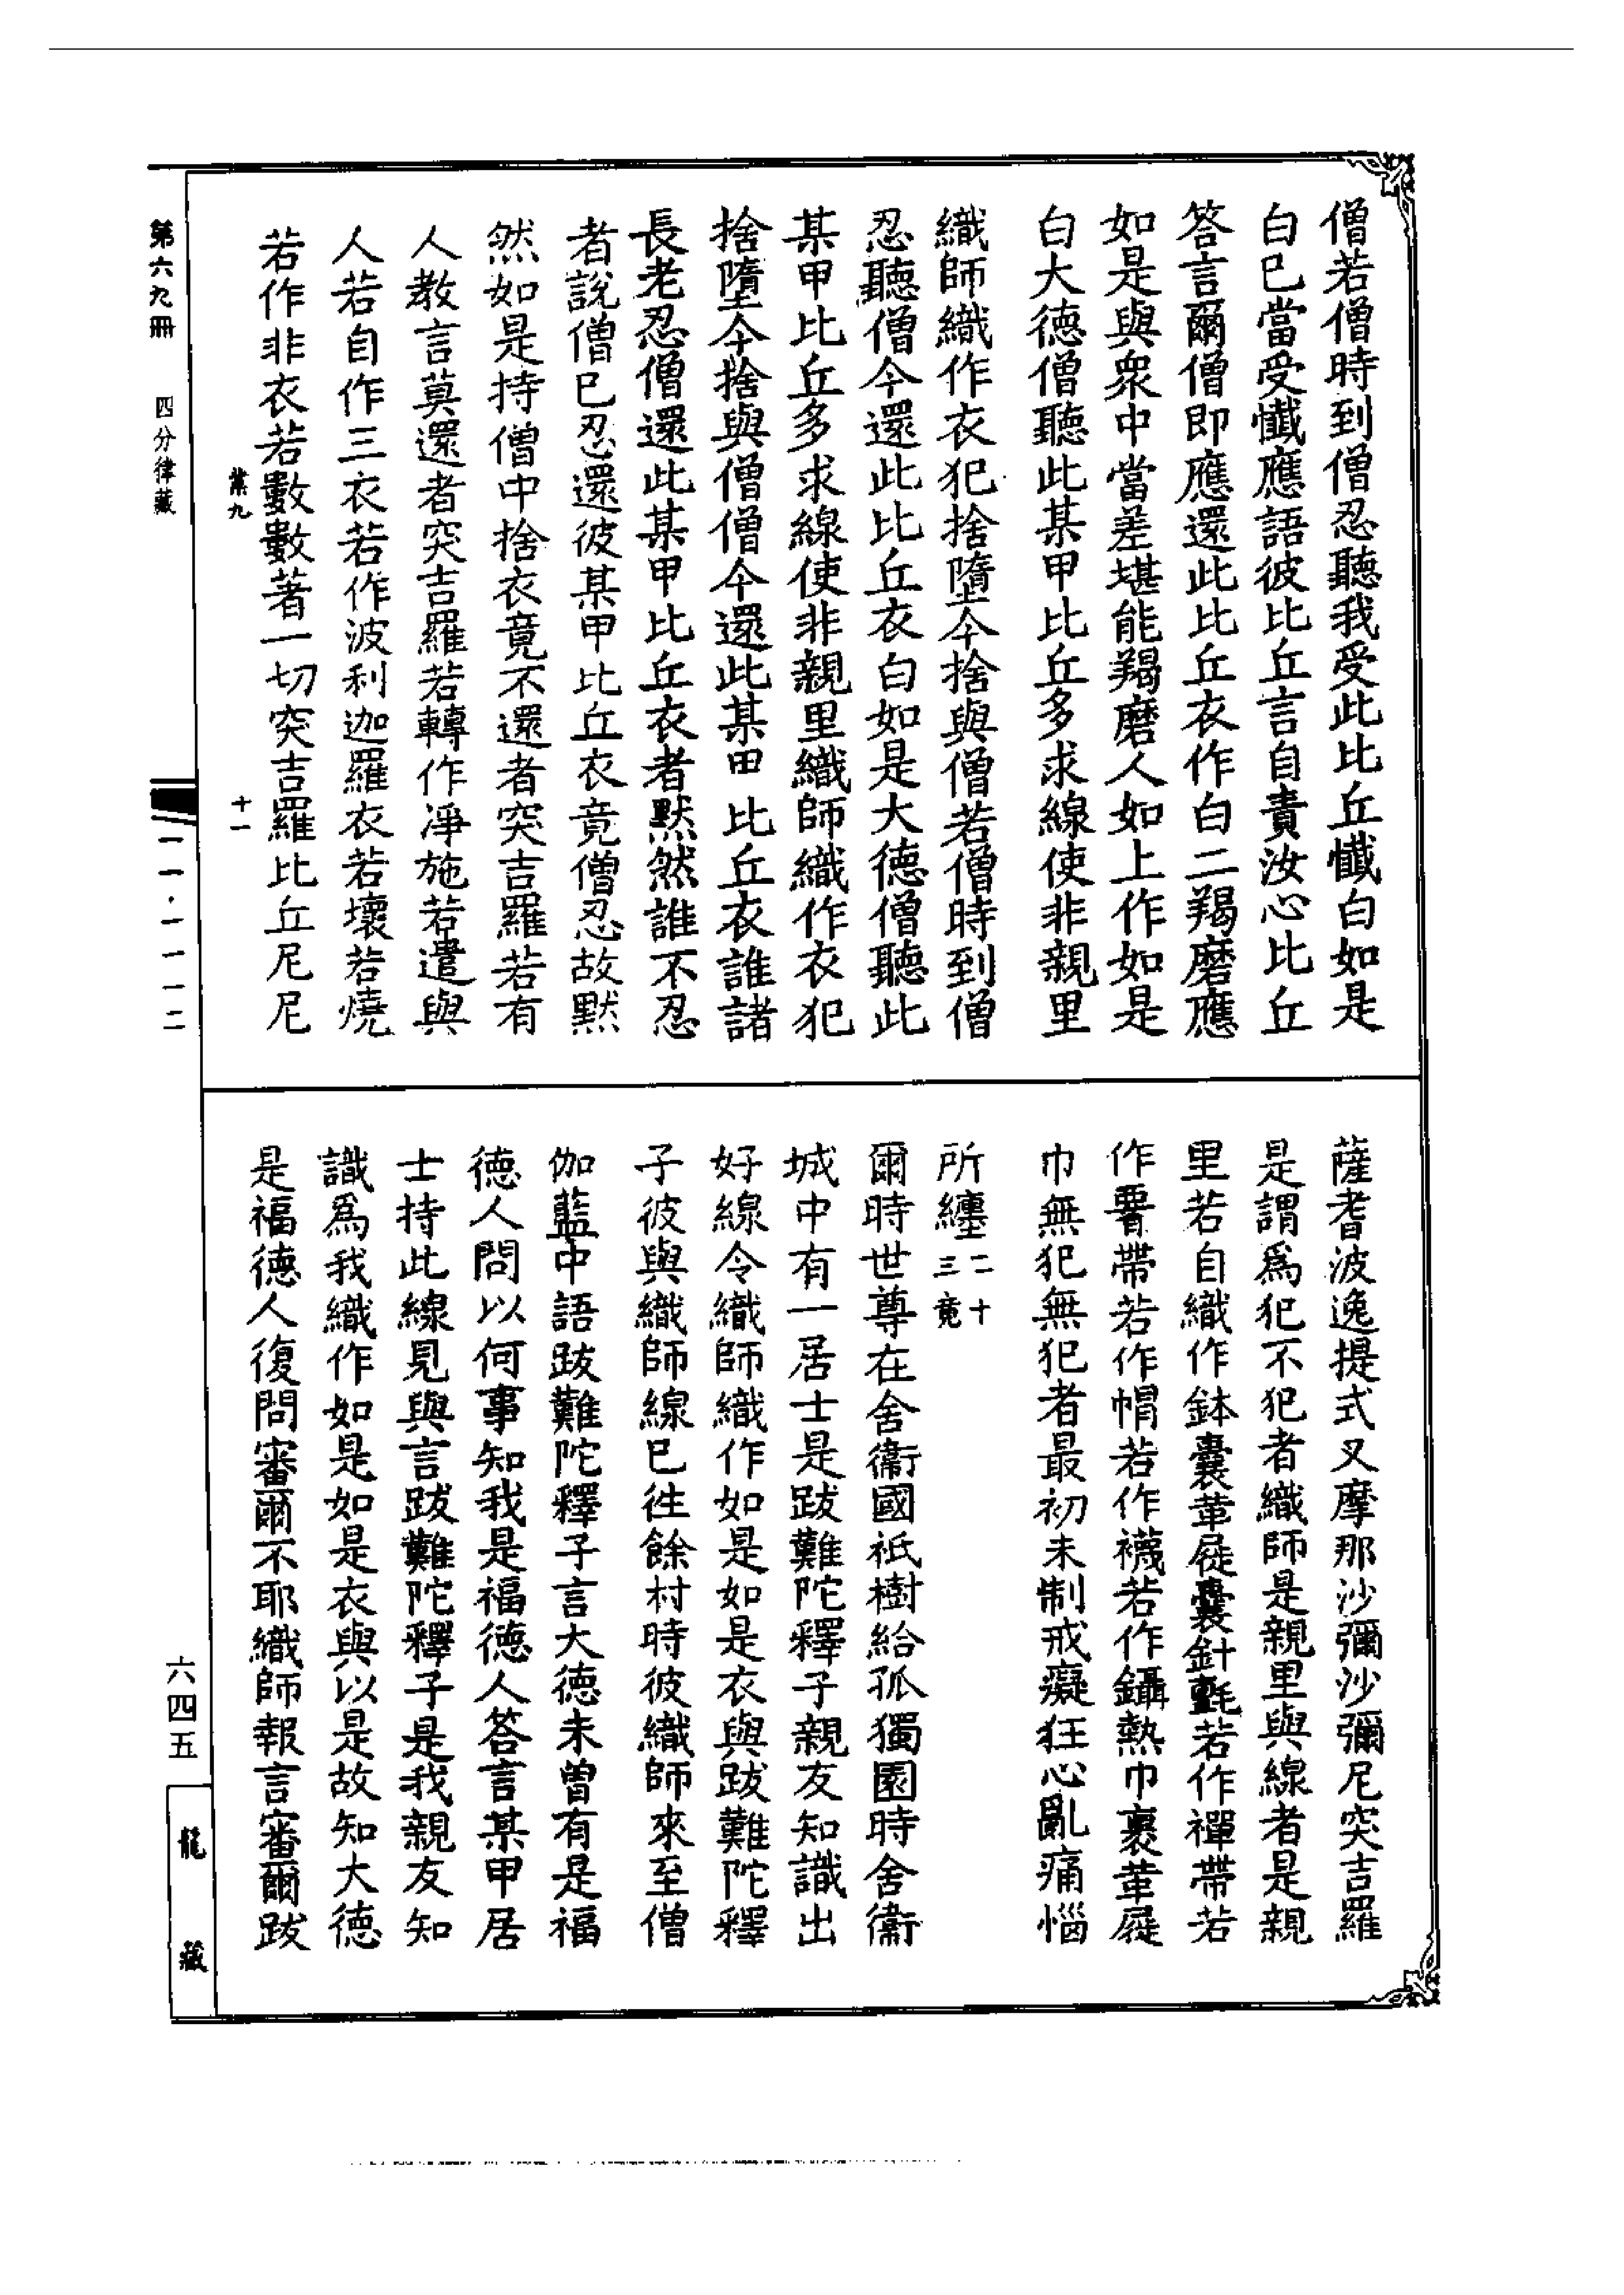 僧若僧時到僧忍聽我受此比丘懺白如是
白已當受懺應語彼比丘言自責汝心比丘
答言爾僧即應還此比丘衣作白二羯磨應
如是與眾中當差堪能羯磨人如上作如是
白大德僧聽此某甲比丘多求線使非親里
織師織作衣犯捨墮今捨與僧若僧時到僧
忍聽僧今還此比丘衣白如是大德僧聽此
某甲比丘多求線使非親里織師織作衣犯
捨墮今捨與僧僧今還此某甲比丘衣誰諸
長老忍僧還此某甲比丘衣者默然誰不忍
者說僧已忍還彼某甲比丘衣竟僧忍故默
然如是持僧中捨衣竟不還者突吉羅若有
人教言莫還者突吉羅若轉作淨施若遣與
人若自作三衣若作波利迦羅衣若壞若燒
若作非衣若數數著一切突吉羅比丘尼尼
業九 十一
薩耆波逸提式叉摩那沙彌沙彌尼突吉羅
是謂為犯不犯者織師是親里與線者是親
里若自織作鉢囊革屣囊針氈若作禪帶若
作腰帶若作帽若作襪若作鑷熱巾裹革屣
巾無犯無犯者最初未制戒癡狂心亂痛惱
所纏二十三竟
爾時世尊在舍衞國祇樹給孤獨園時舍衞
城中有一居士是跋難陀釋子親友知識出
好線令織師織作如是如是衣與跋難陀釋
子彼與織師線已往餘村時彼織師來至僧
伽藍中語跋難陀釋子言大德未曾有是福
德人問以何事知我是福德人答言某甲居
士持此線見與言跋難陀釋子是我親友知
識為我織作如是如是衣與以是故知大德
是福德人復問審爾不耶織師報言審爾跋
第六九冊 四分律藏 一一·一一一二 六四五 龍藏